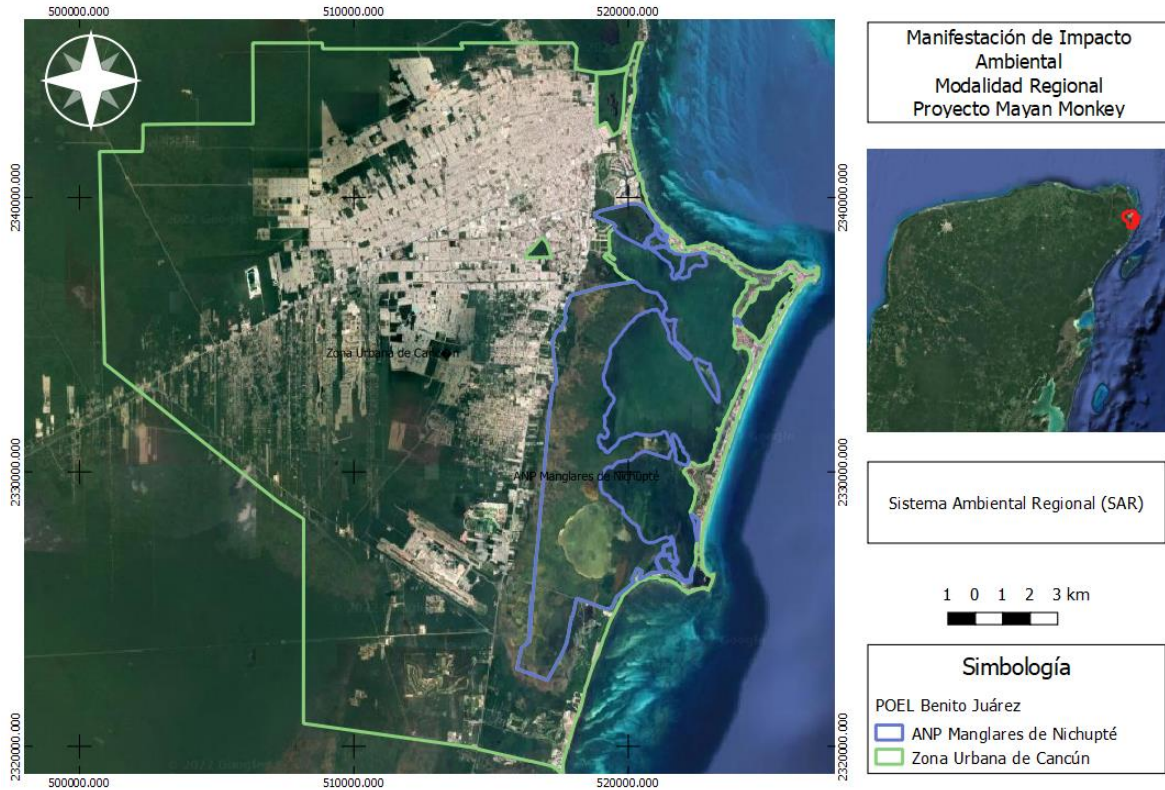 500000.000
510000.000
520000.000
2340000.000
2340000.000
Zona Urbana de Cancún
2330000.000
2330000.000
ANP Manglares de Nichupté
2320000.000
2320000.000
500000.000
510000.000
520000.000
Manifestación de Impacto
Ambiental
Modalidad Regional
Proyecto Mayan Monkey
Sistema Ambiental Regional (SAR)
1 0 1 2 3 km
Simbología
POEL Benito Juárez
ANP Manglares de Nichupté
Zona Urbana de Cancún